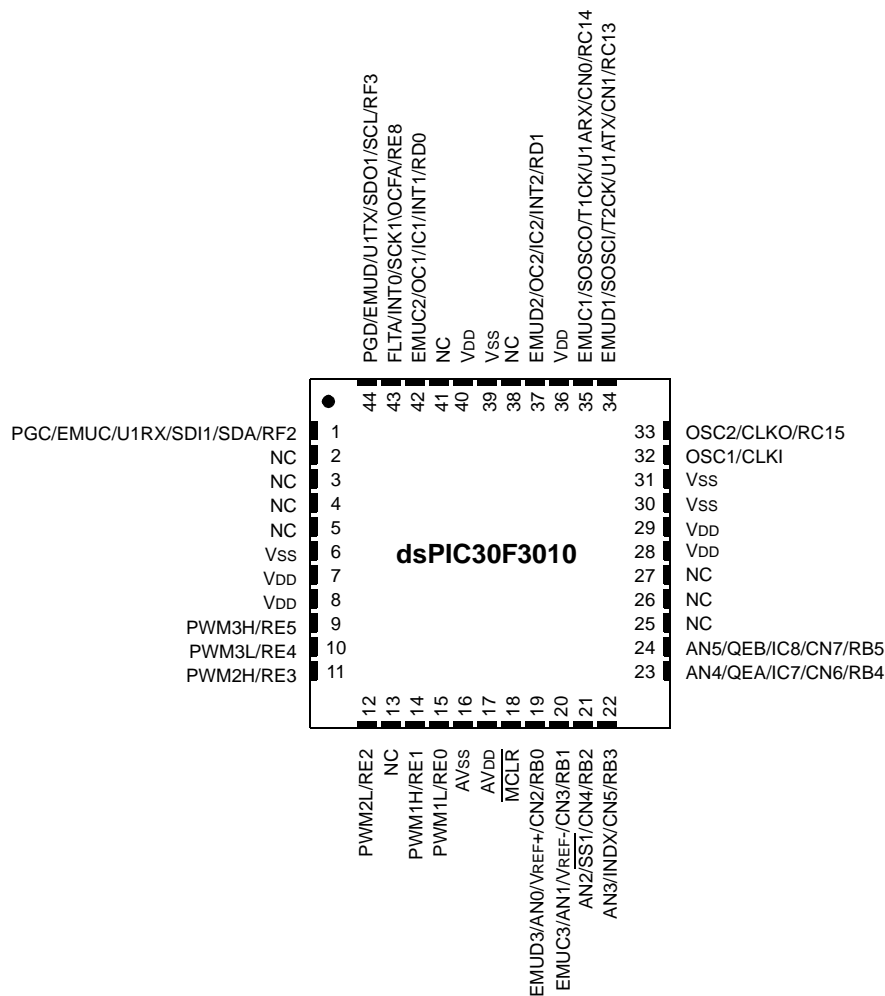 PGD/EMUD/U1TX/SDO1/SCL/RF3
FLTA/INT0/SCK1\OCFA/RE8
EMUC2/OC1/IC1/INT1/RD0
NC
VDD
VSS
NC
EMUD2/OC2/IC2/INT2/RD1
VDD
EMUC1/SOSCO/T1CK/U1ARX/CN0/RC14
EMUD1/SOSCI/T2CK/U1ATX/CN1/RC13
44 43 42 41 40 39 38 37 36 35 34
PGC/EMUC/U1RX/SDI1/SDA/RF2 1 33 OSC2/CLKO/RC15
NC 2 32 OSC1/CLKI
NC 3 31 VSS
NC 4 30 VSS
NC 5 29 VDD
dsPIC30F3010
VSS 6 28 VDD
VDD 7 27 NC
VDD 8 26 NC
PWM3H/RE5 9 25 NC
PWM3L/RE4 10 24 AN5/QEB/IC8/CN7/RB5
PWM2H/RE3 11 23 AN4/QEA/IC7/CN6/RB4
12 13 14 15 16 17 18 19 20 21 22
PWM2L/RE2
NC
PWM1H/RE1
PWM1L/RE0
AVSS
AVDD
MCLR
EMUD3/AN0/VREF+/CN2/RB0
EMUC3/AN1/VREF-/CN3/RB1
AN2/SS1/CN4/RB2
AN3/INDX/CN5/RB3